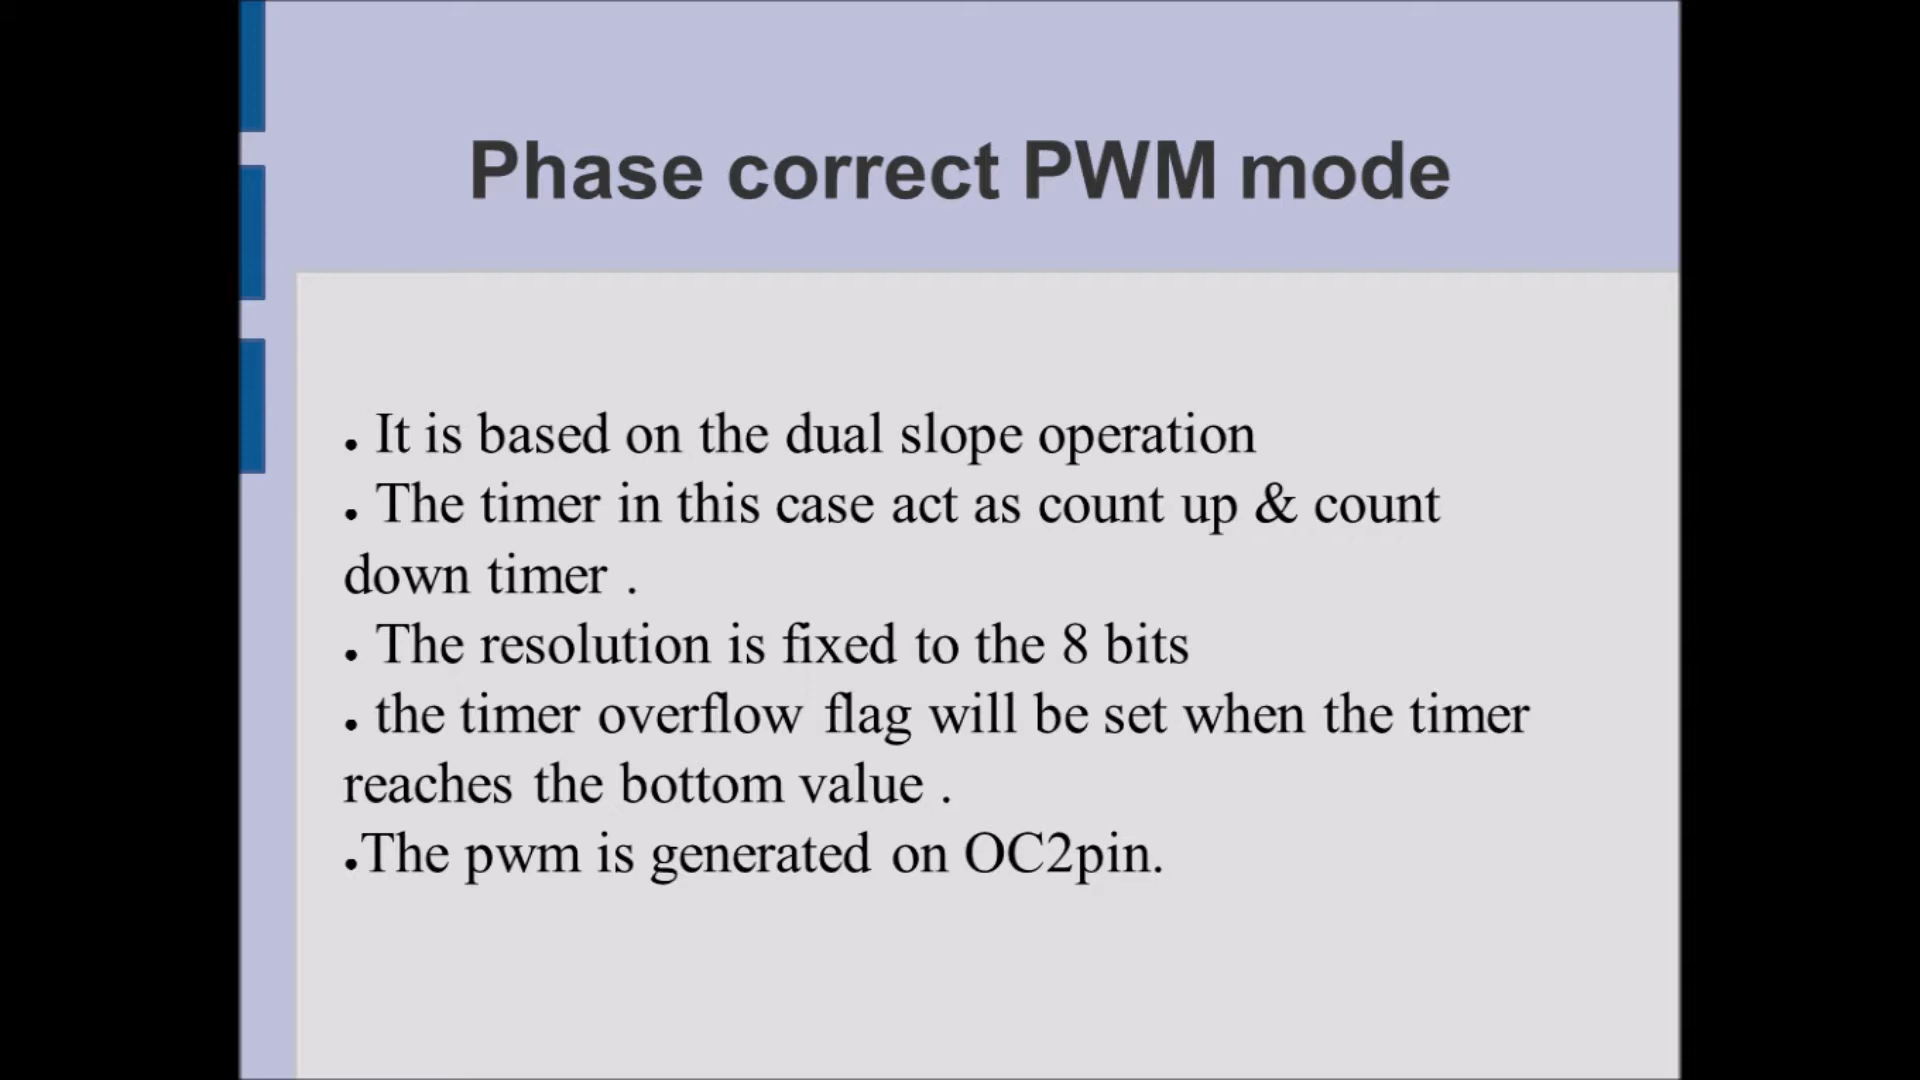 Phase correct PWM mode
• It is based on the dual slope operation
• The timer in this case act as count up & count
down timer .
• The resolution is fixed to the 8 bits
• the timer overflow flag will be set when the timer
reaches the bottom value .
•The pwm is generated on OC2pin.